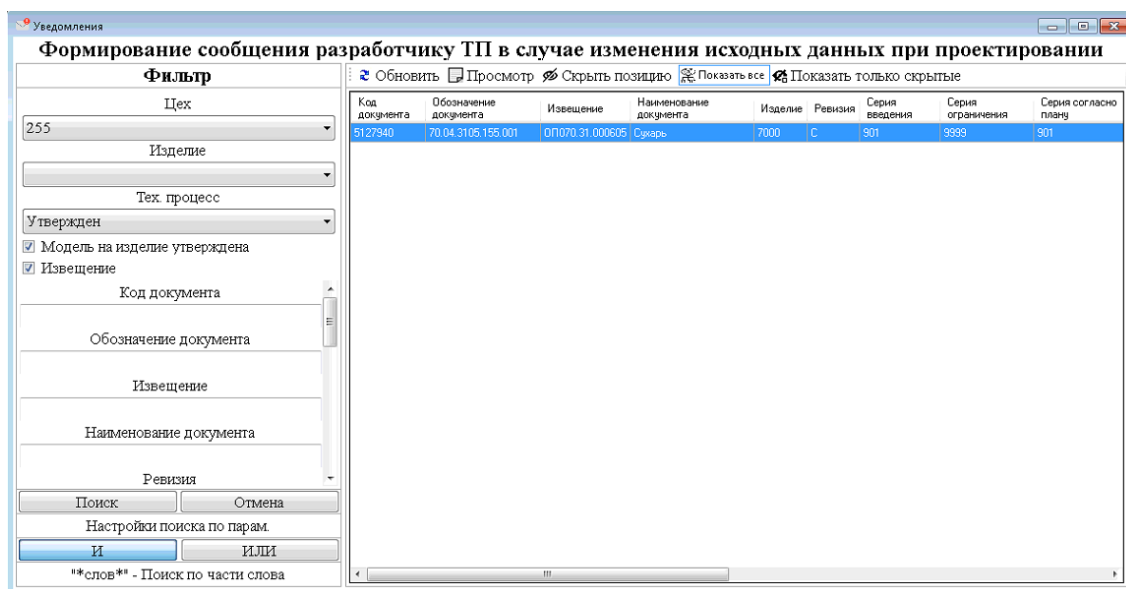 Уведомления
Формирование сообщения разработчику ТП в случае изменения исходных данных при проектировании
Фильтр
Обновить Просмотр Скрыть позицию Показать все Показать только скрытые
Цех
255
Изделие
Тех. процесс
Утвержден
Модель на изделие утверждена
Извещение
Код документа
Обозначение документа
Извещение
Наименование документа
Ревизия
Поиск Отмена
Настройки поиска по парам.
И ИЛИ
"*слов*" - Поиск по части слова
Код документа Обозначение документа Извещение Наименование документа Изделие Ревизия Серия введения Серия ограничения Серия согласно плану
5127940 70.04.3105.155.001 ОП070.31.000605 Сухарь 7000 С 901 9999 901